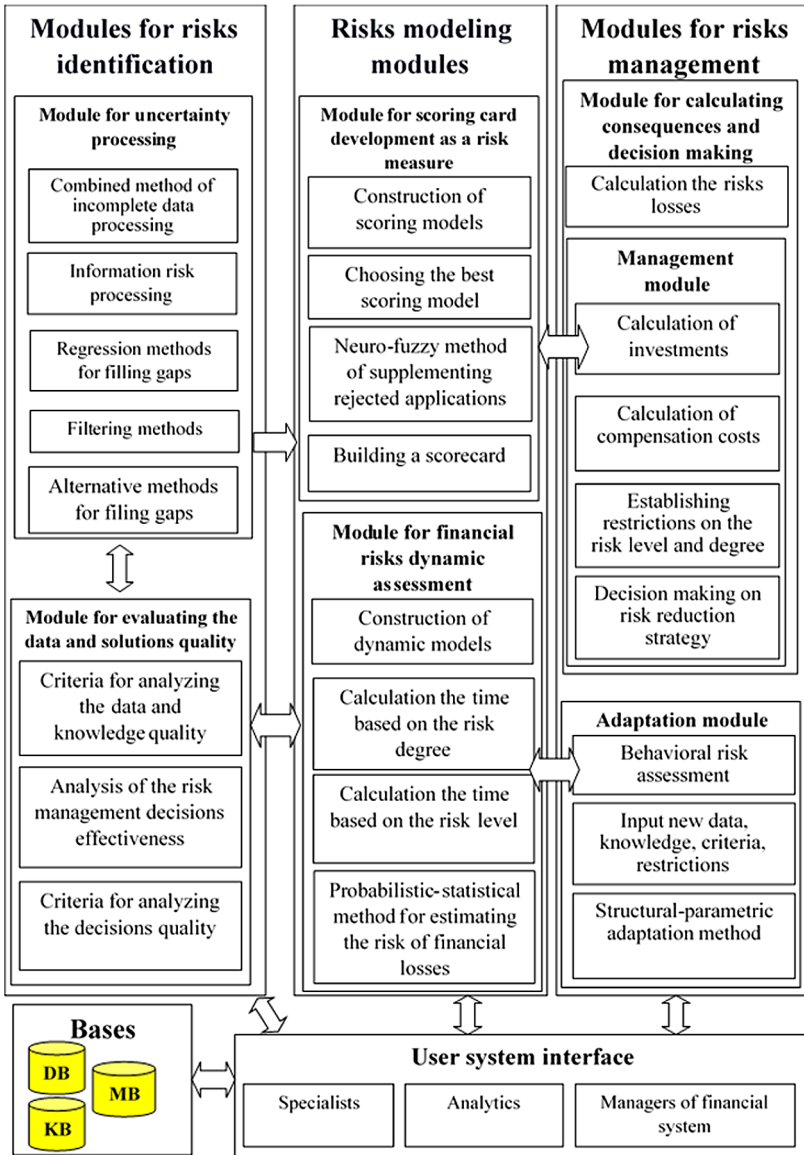 Modules for risks
identification
Module for uncertainty
processing
Combined method of
incomplete data
processing
Information risk
processing
Regression methods
for filling gaps
Filtering methods
Alternative methods
for filing gaps
Module for evaluating the
data and solutions quality
Criteria for analyzing
the data and
knowledge quality
Analysis of the risk
management decisions
effectiveness
Criteria for analyzing
the decisions quality
Risks modeling
modules
Module for scoring card
development as a risk
measure
Construction of
scoring models
Choosing the best
scoring model
Neuro-fuzzy method
of supplementing
rejected applications
Building a scorecard
Module for financial
risks dynamic
assessment
Construction of
dynamic models
Calculation the time
based on the risk
degree
Calculation the time
based on the risk level
Probabilistic-statistical
method for estimating
the risk of financial
losses
Modules for risks
management
Module for calculating
consequences and
decision making
Calculation the risks
losses
Management
module
Calculation of
investments
Calculation of
compensation costs
Establishing
restrictions on the
risk level and degree
Decision making on
risk reduction
strategy
Adaptation module
Behavioral risk
assessment
Input new data,
knowledge, criteria,
restrictions
Structural-parametric
adaptation method
Bases
DB
MB
KB
User system interface
Specialists
Analytics
Managers of financial
system